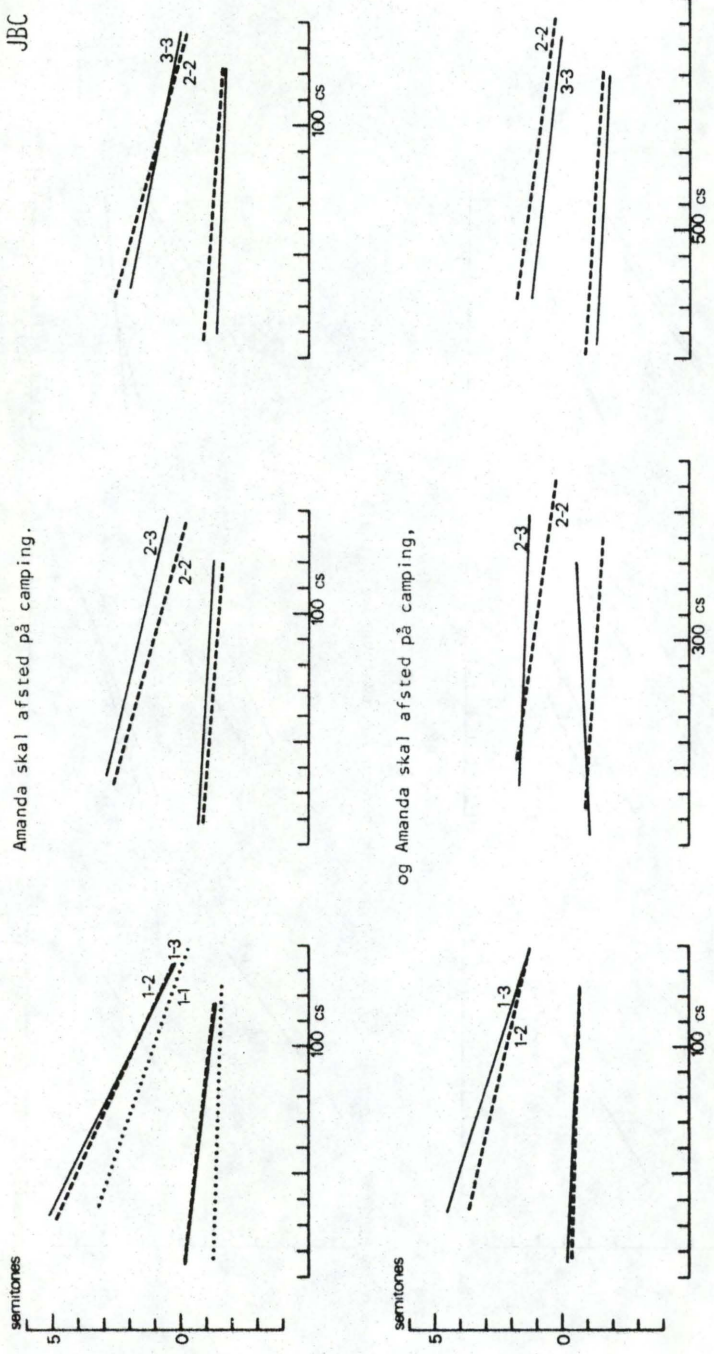 JBC
Amanda skal afsted på camping,
semitones
5
0
1-2
1-3
1-1
100 cs
2-3
2-2
100 cs
3-3
2-2
100 cs
og Amanda skal afsted på camping,
semitones
5
0
1-3
1-2
100 cs
2-3
2-2
300 cs
2-2
3-3
500 cs